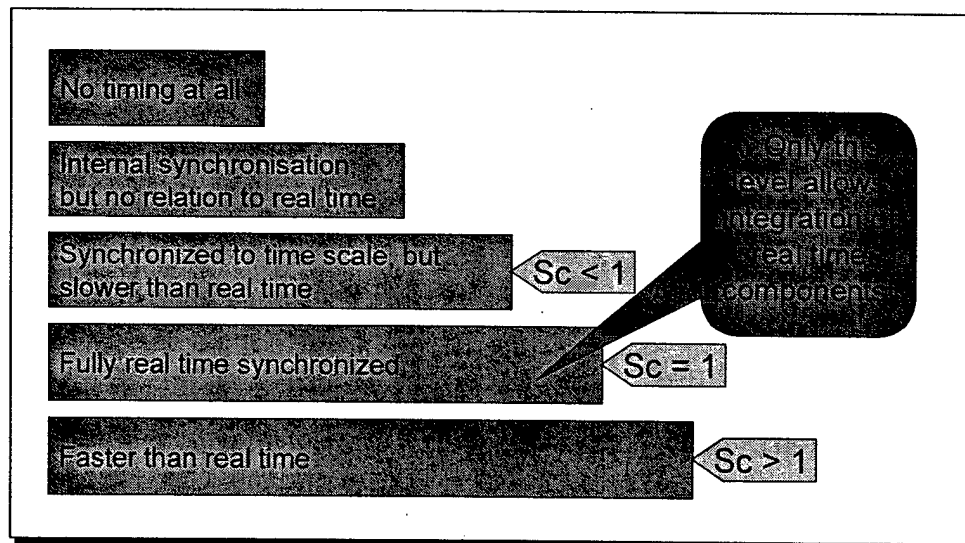 No timing at all
Internal synchronisation,
but no relation to real time
Synchronized to time scale, but
slower than real time
Sc < 1
Fully real time synchronized
Sc = 1
Faster than real time
Sc > 1
Only this
level allows
integration of
real time
components